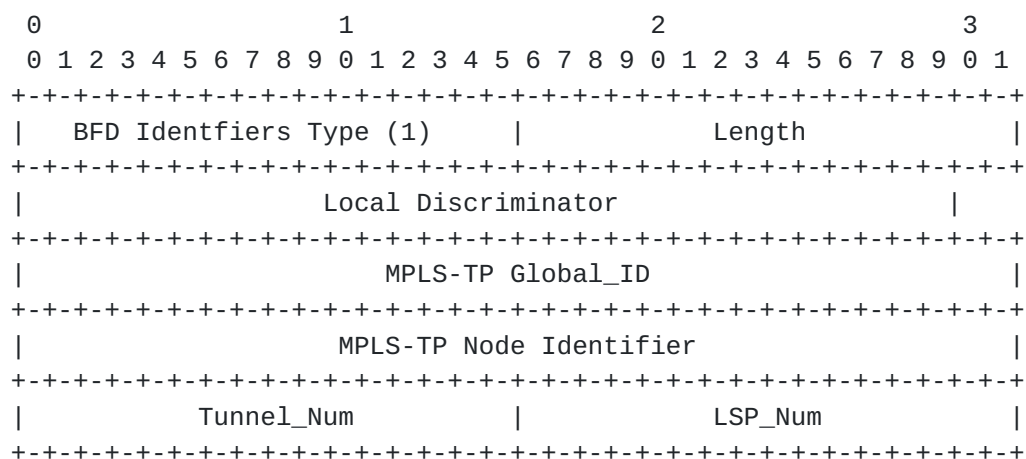 0                   1                   2                   3
 0 1 2 3 4 5 6 7 8 9 0 1 2 3 4 5 6 7 8 9 0 1 2 3 4 5 6 7 8 9 0 1
+-+-+-+-+-+-+-+-+-+-+-+-+-+-+-+-+-+-+-+-+-+-+-+-+-+-+-+-+-+-+-+-+
|   BFD Identfiers Type (1)     |            Length             |
+-+-+-+-+-+-+-+-+-+-+-+-+-+-+-+-+-+-+-+-+-+-+-+-+-+-+-+-+-+-+-+-+
|                   Local Discriminator                     |
+-+-+-+-+-+-+-+-+-+-+-+-+-+-+-+-+-+-+-+-+-+-+-+-+-+-+-+-+-+-+-+-+
|                       MPLS-TP Global_ID                       |
+-+-+-+-+-+-+-+-+-+-+-+-+-+-+-+-+-+-+-+-+-+-+-+-+-+-+-+-+-+-+-+-+
|                    MPLS-TP Node Identifier                    |
+-+-+-+-+-+-+-+-+-+-+-+-+-+-+-+-+-+-+-+-+-+-+-+-+-+-+-+-+-+-+-+-+
|           Tunnel_Num          |            LSP_Num            |
+-+-+-+-+-+-+-+-+-+-+-+-+-+-+-+-+-+-+-+-+-+-+-+-+-+-+-+-+-+-+-+-+